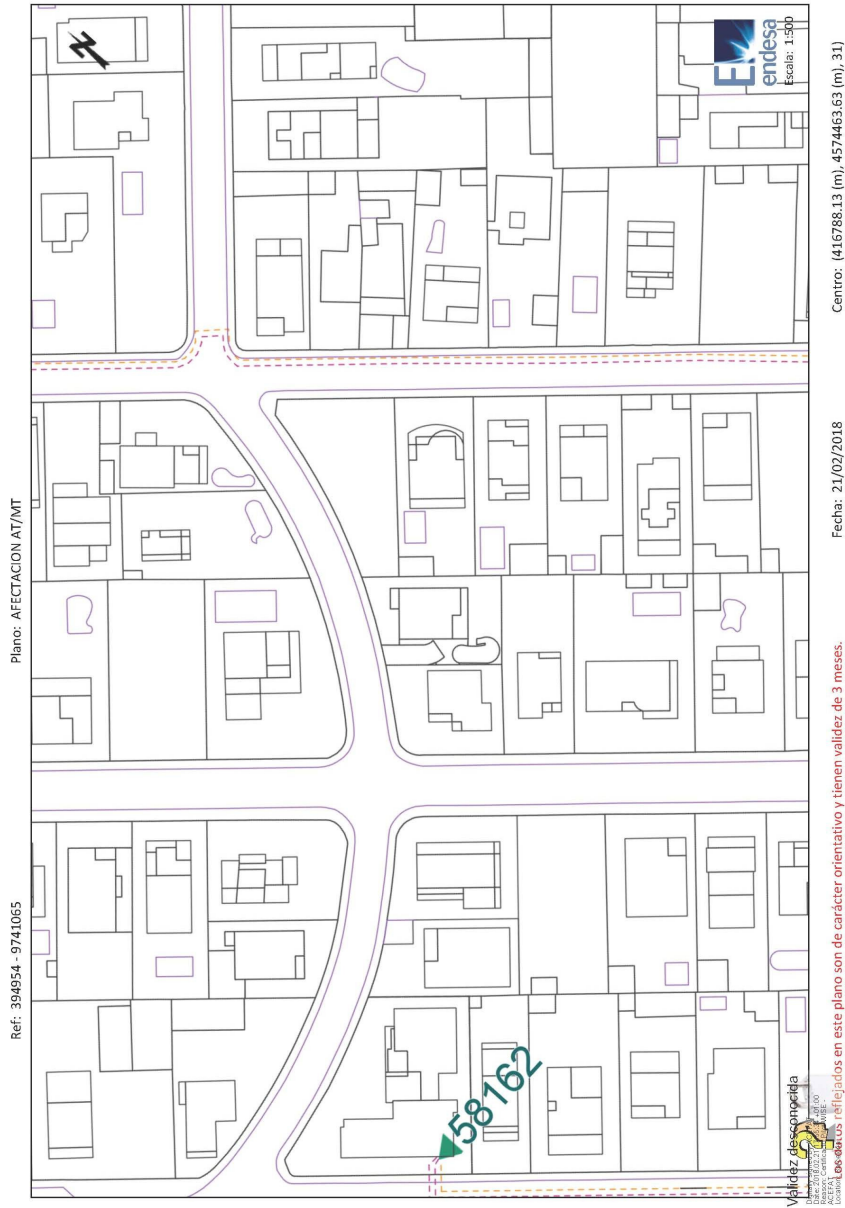 Ref: 394954 - 9741065
Plano: AFECTACION AT/MT
endesa
Escala: 1:500
58162
Validez desconocida
Los datos reflejados en este plano son de carácter orientativo y tienen validez de 3 meses.
Fecha: 21/02/2018
Centro: (416788.13 (m), 4574463.63 (m), 31)